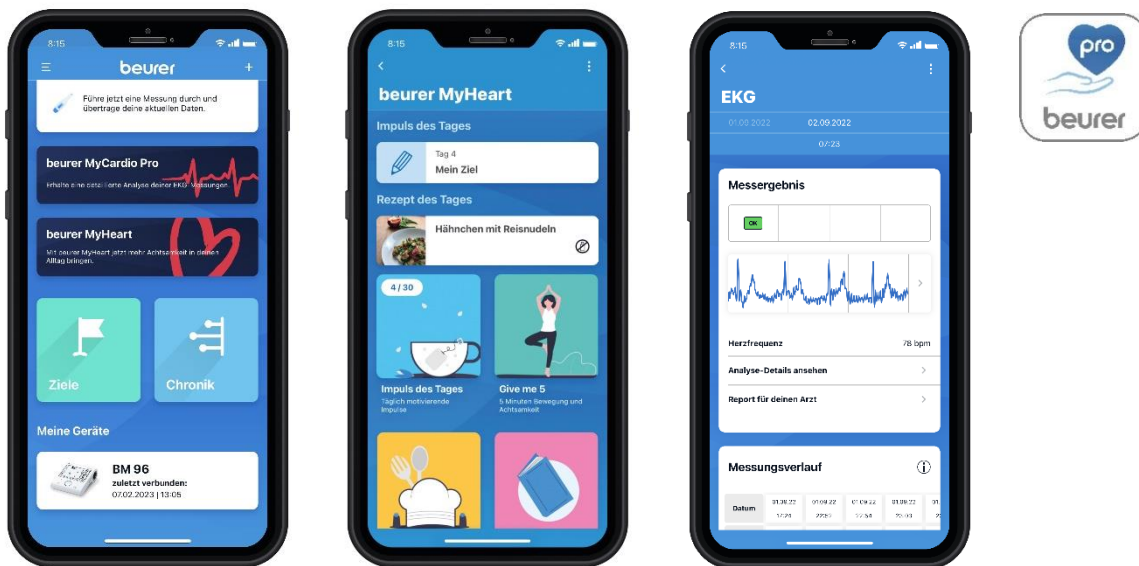 8:15
beurer
Führe jetzt eine Messung durch und
übertrage deine aktuellen Daten.
beurer MyCardio Pro
Erhalte eine detaillierte Analyse deiner EKG Messungen.
beurer MyHeart
Mit beurer MyHeart jetzt mehr Achtsamkeit in deinen
Alltag bringen.
Ziele
Chronik
Meine Geräte
BM 96
zuletzt verbunden:
07.02.2023 | 13:05
8:15
beurer MyHeart
Impuls des Tages
Tag 4
Mein Ziel
Rezept des Tages
Hähnchen mit Reisnudeln
4 / 30
Impuls des Tages
Täglich motivierende
Impulse
Give me 5
5 Minuten Bewegung und
Achtsamkeit
8:15
EKG
02.09.2022
07:23
Messergebnis
OK
Herzfrequenz 78 bpm
Analyse-Details ansehen
Report für deinen Arzt
Messungsverlauf
Datum
pro
beurer